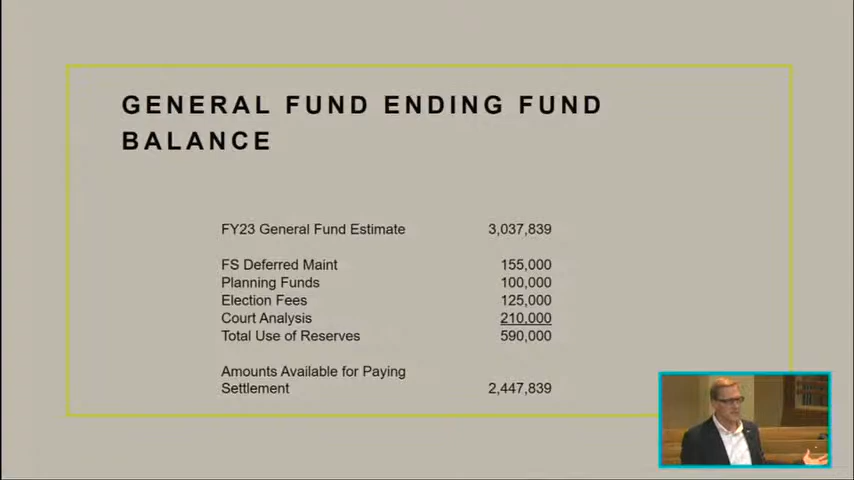 GENERAL FUND ENDING FUND
BALANCE
FY23 General Fund Estimate 3,037,839
FS Deferred Maint 155,000
Planning Funds 100,000
Election Fees 125,000
Court Analysis 210,000
Total Use of Reserves 590,000
Amounts Available for Paying
Settlement 2,447,839